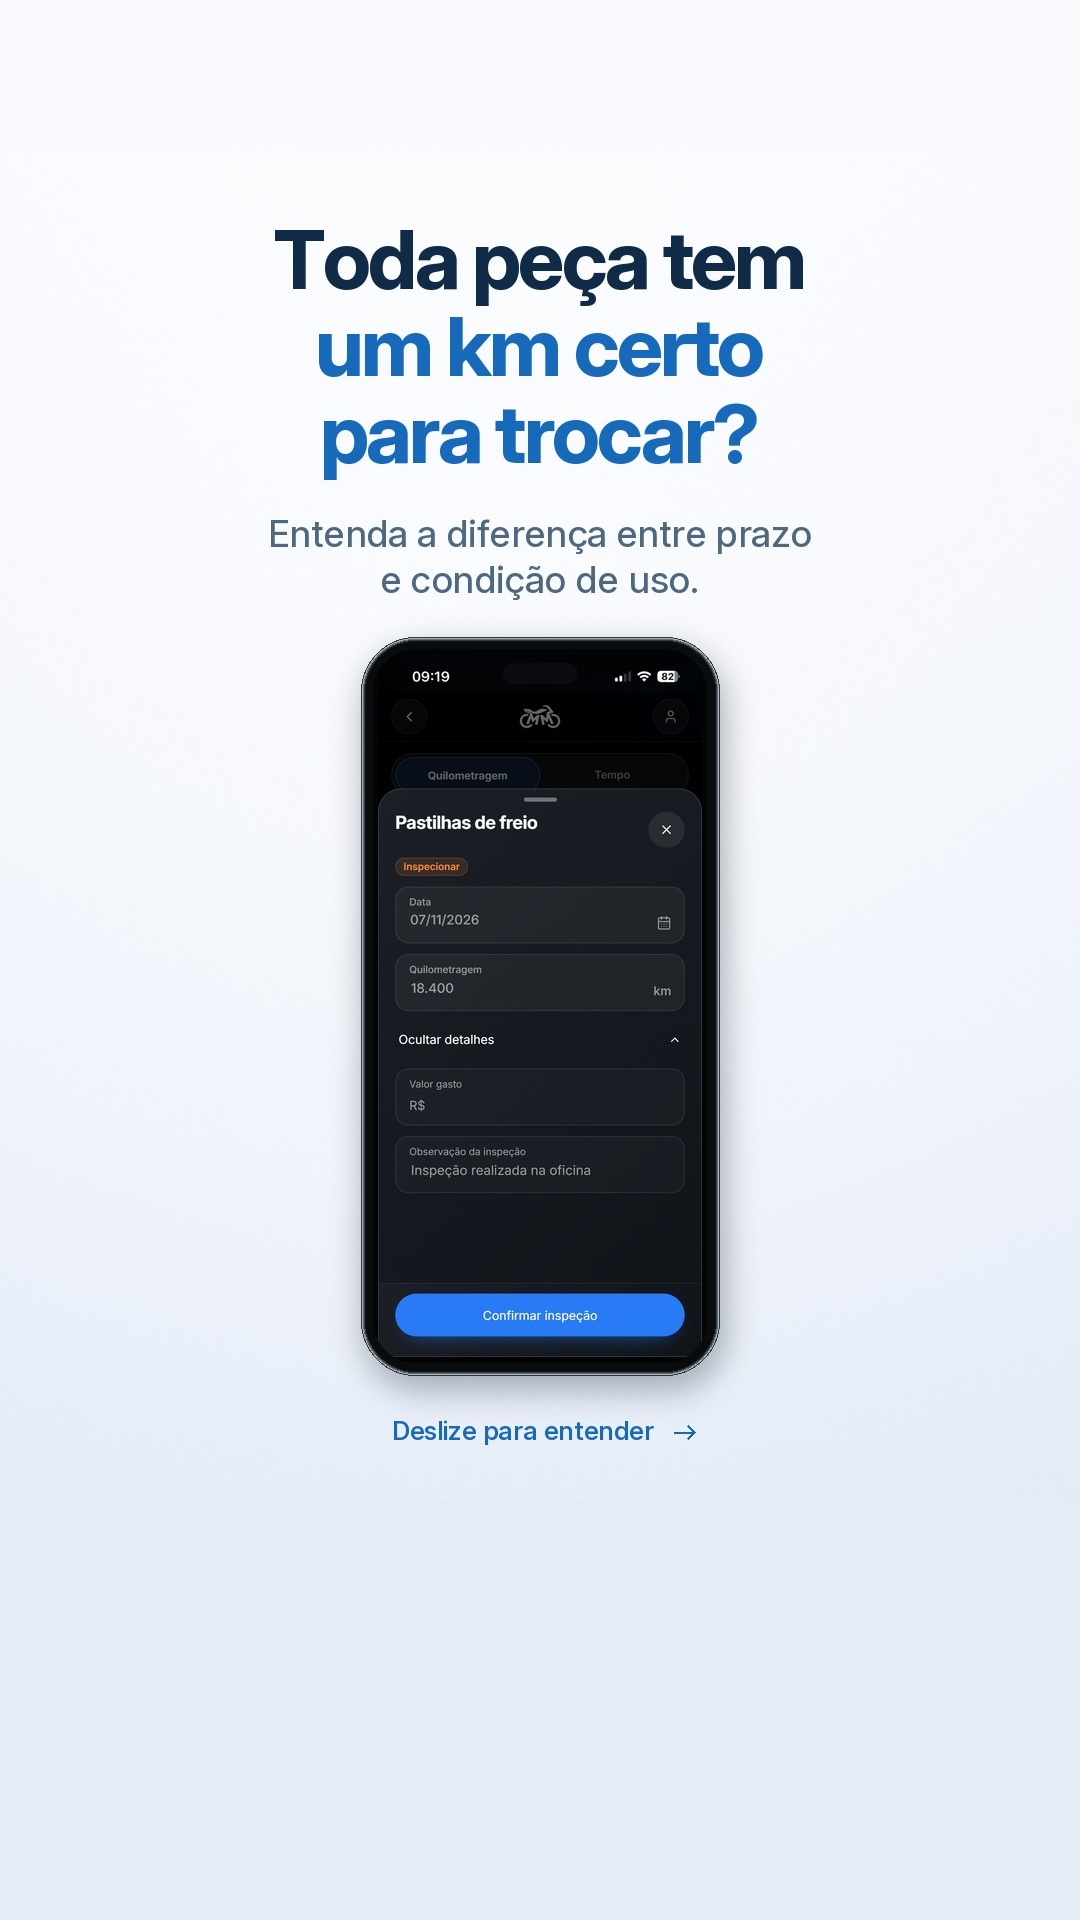 Toda peça tem
um km certo
para trocar?
Entenda a diferença entre prazo
e condição de uso.
09:19
82
MM
Quilometragem
Tempo
Pastilhas de freio
Inspecionar
Data
07/11/2026
Quilometragem
18.400
km
Ocultar detalhes
Valor gasto
R$
Observação da inspeção
Inspeção realizada na oficina
Confirmar inspeção
Deslize para entender →